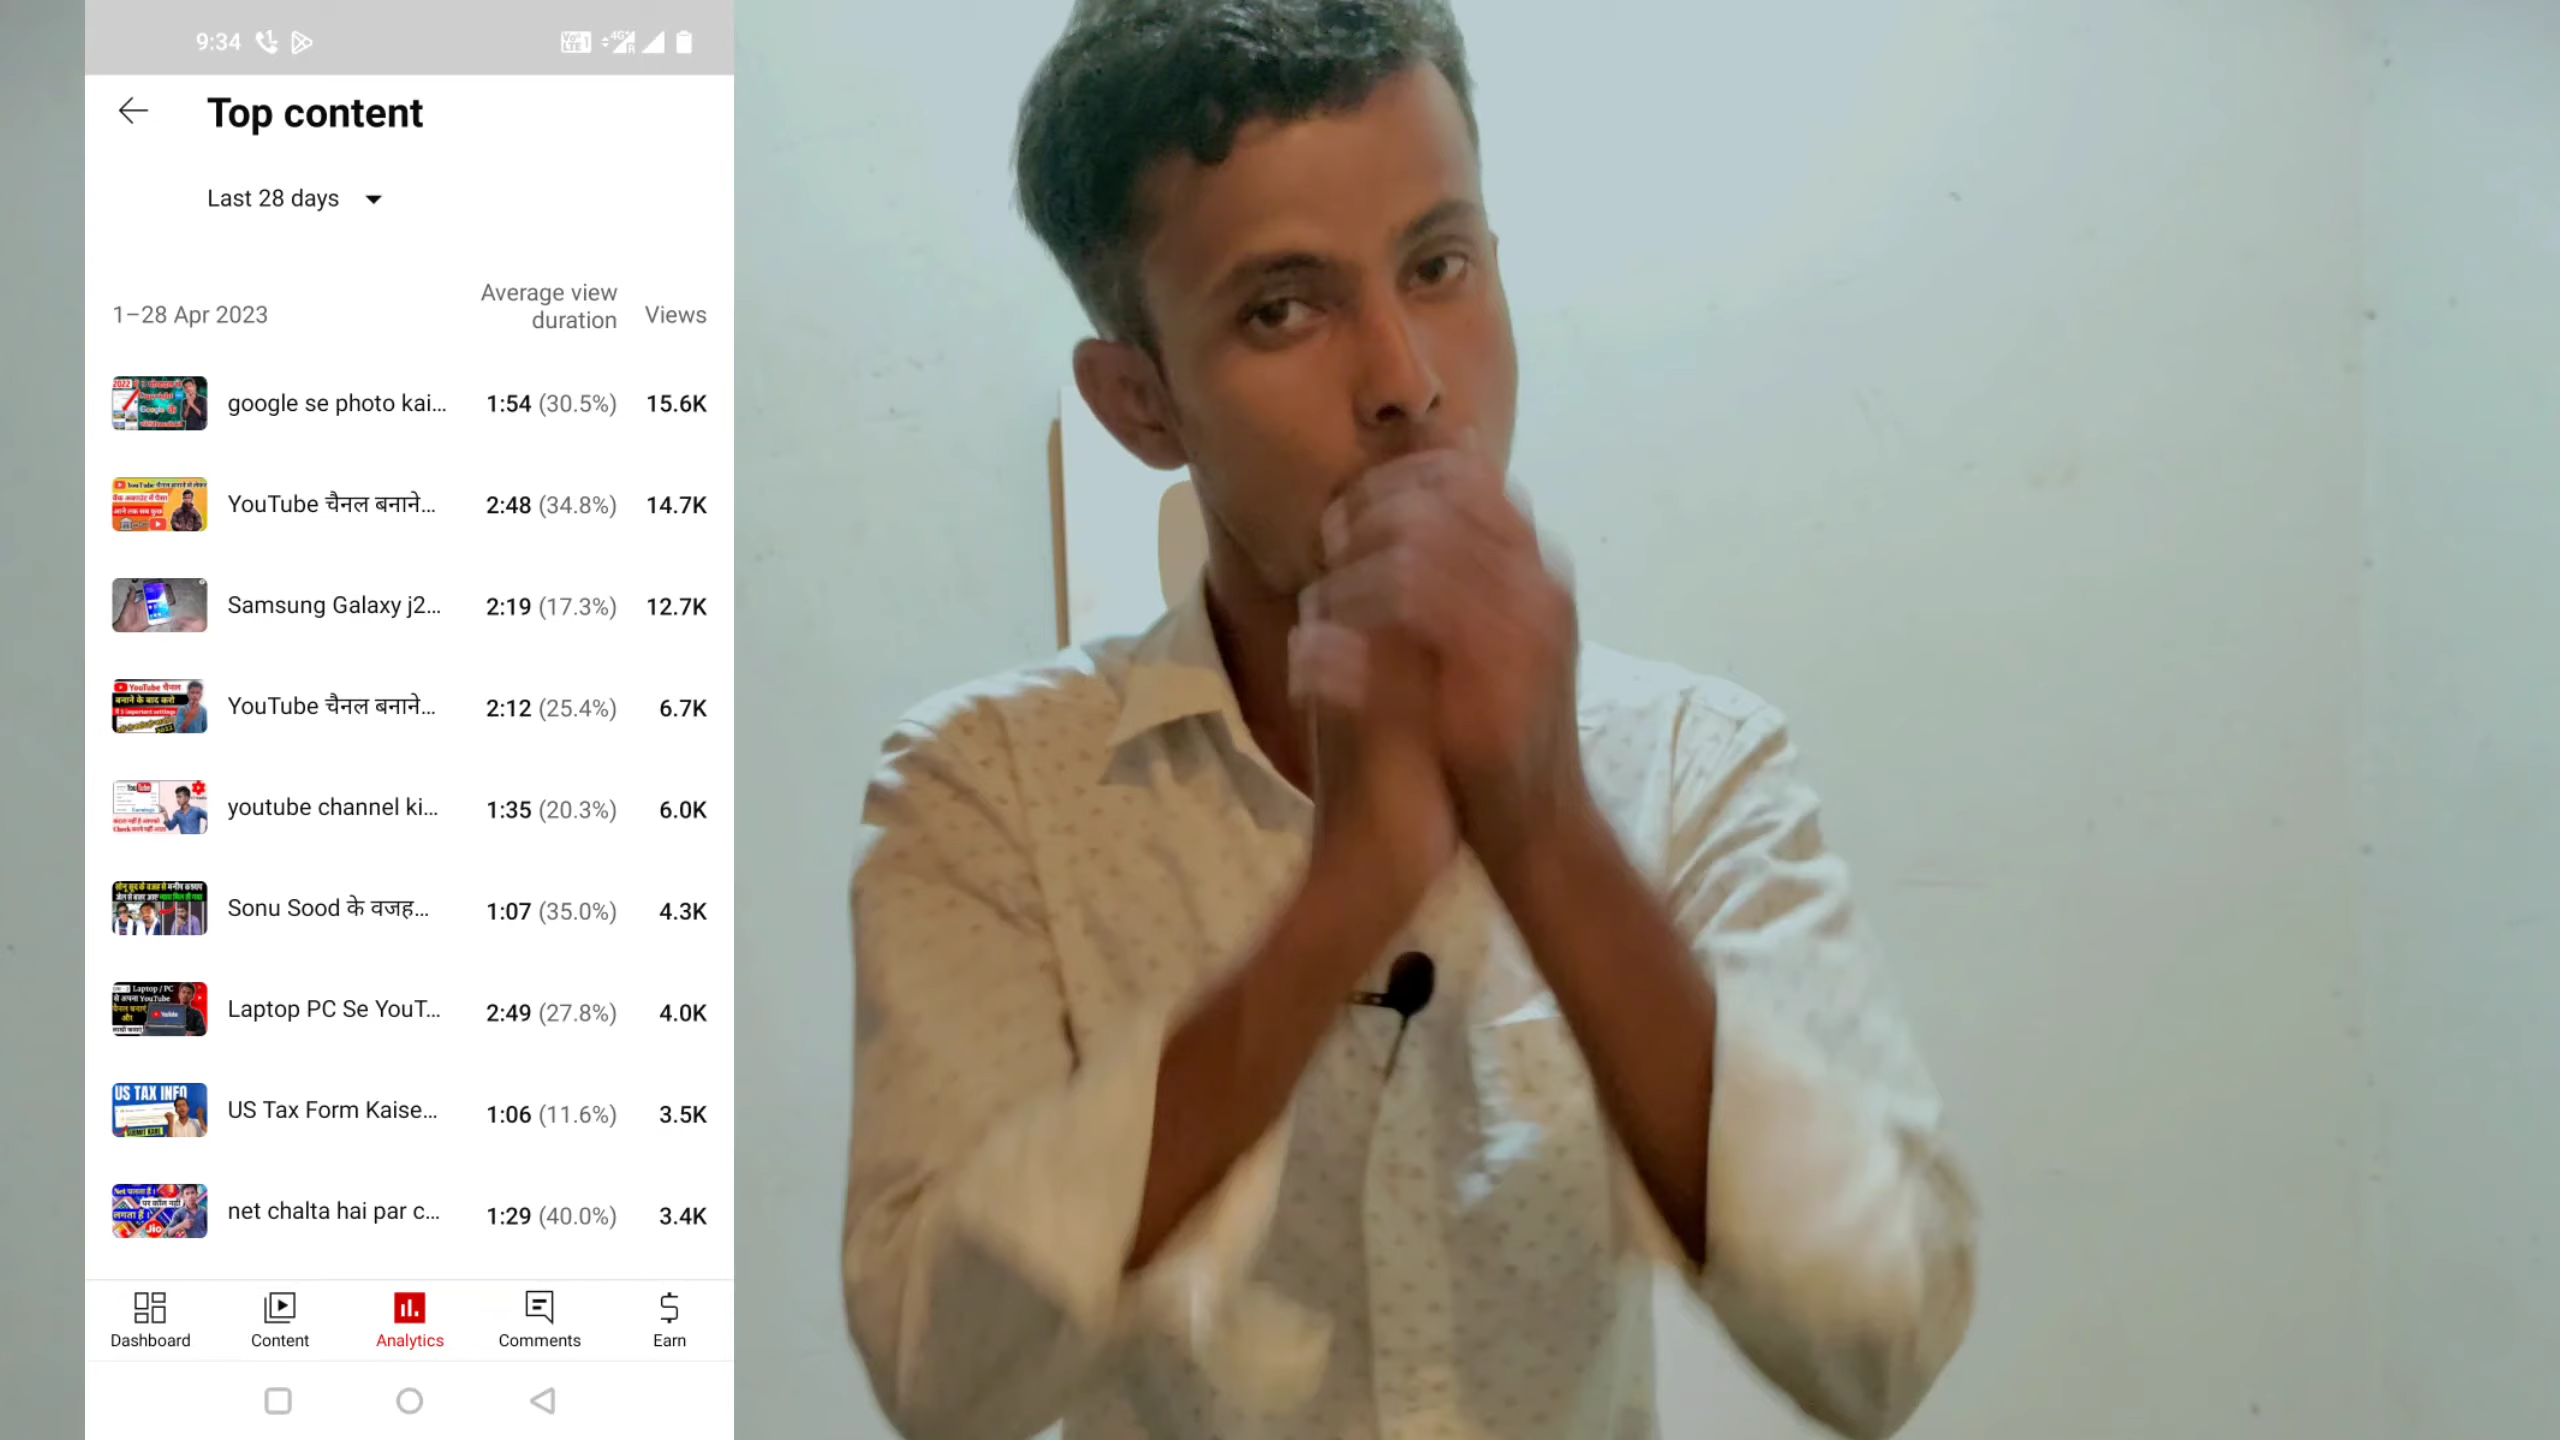 9:34
Top content
Last 28 days
1–28 Apr 2023 Average view duration Views
google se photo kai... 1:54 (30.5%) 15.6K
YouTube चैनल बनाने... 2:48 (34.8%) 14.7K
Samsung Galaxy j2... 2:19 (17.3%) 12.7K
YouTube चैनल बनाने... 2:12 (25.4%) 6.7K
youtube channel ki... 1:35 (20.3%) 6.0K
Sonu Sood के वजह... 1:07 (35.0%) 4.3K
Laptop PC Se YouT... 2:49 (27.8%) 4.0K
US TAX INFO
US Tax Form Kaise... 1:06 (11.6%) 3.5K
net chalta hai par c... 1:29 (40.0%) 3.4K
Dashboard Content Analytics Comments Earn